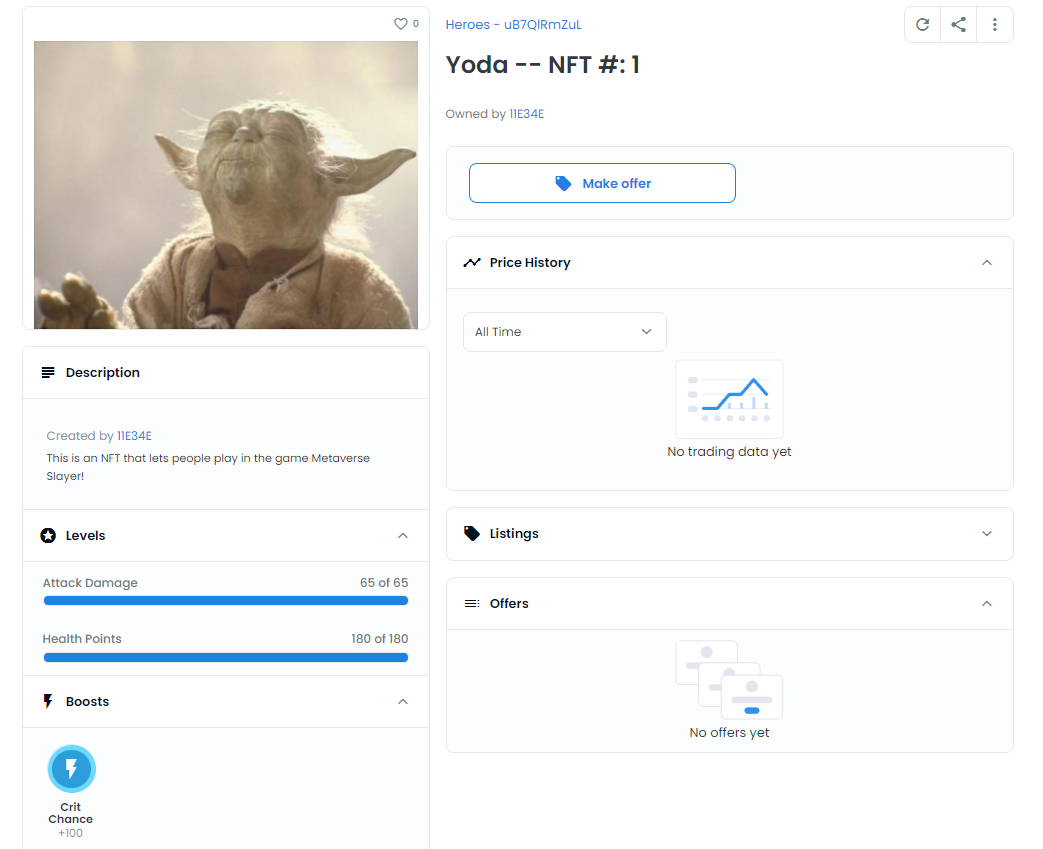 0
Heroes - uB7QIRmZuL
Yoda -- NFT #: 1
Owned by 11E34E
Make offer
Price History
All Time
No trading data yet
Listings
Offers
No offers yet
Description
Created by 11E34E
This is an NFT that lets people play in the game Metaverse
Slayer!
Levels
Attack Damage 65 of 65
Health Points 180 of 180
Boosts
Crit
Chance
+100